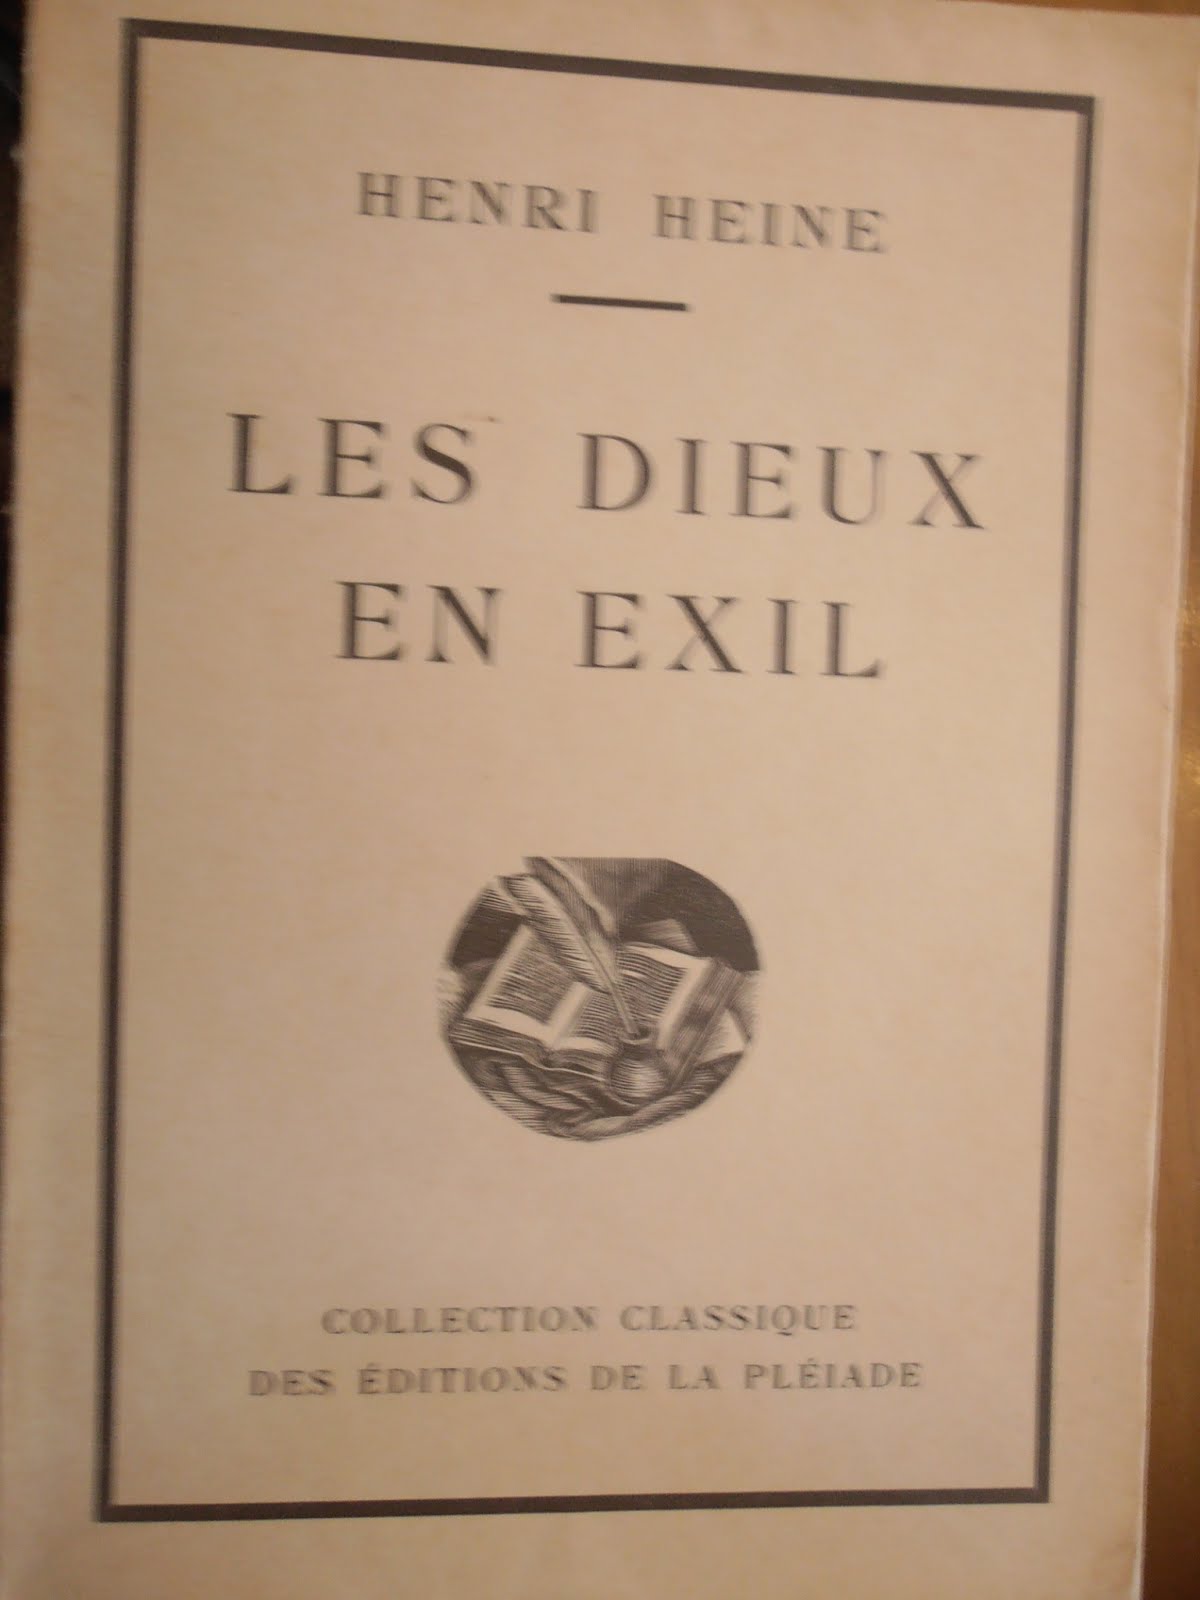 HENRI HEINE
LES DIEUX
EN EXIL
COLLECTION CLASSIQUE
DES ÉDITIONS DE LA PLÉIADE